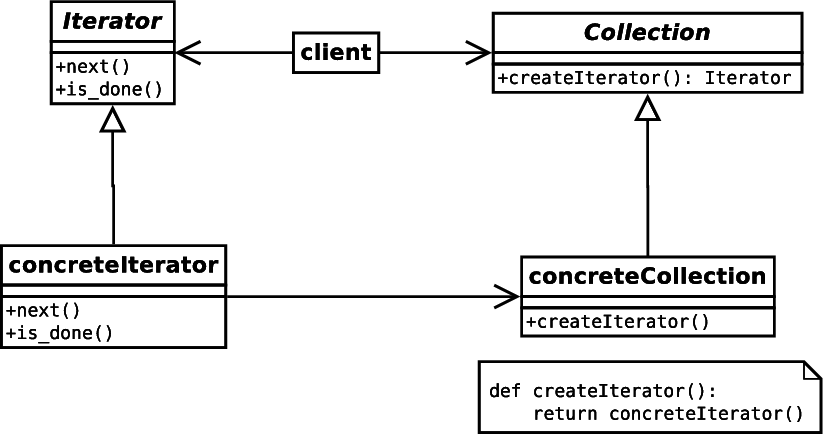 Iterator
+next()
+is_done()
client
Collection
+createIterator(): Iterator
concreteIterator
+next()
+is_done()
concreteCollection
+createIterator()
def createIterator():
    return concreteIterator()